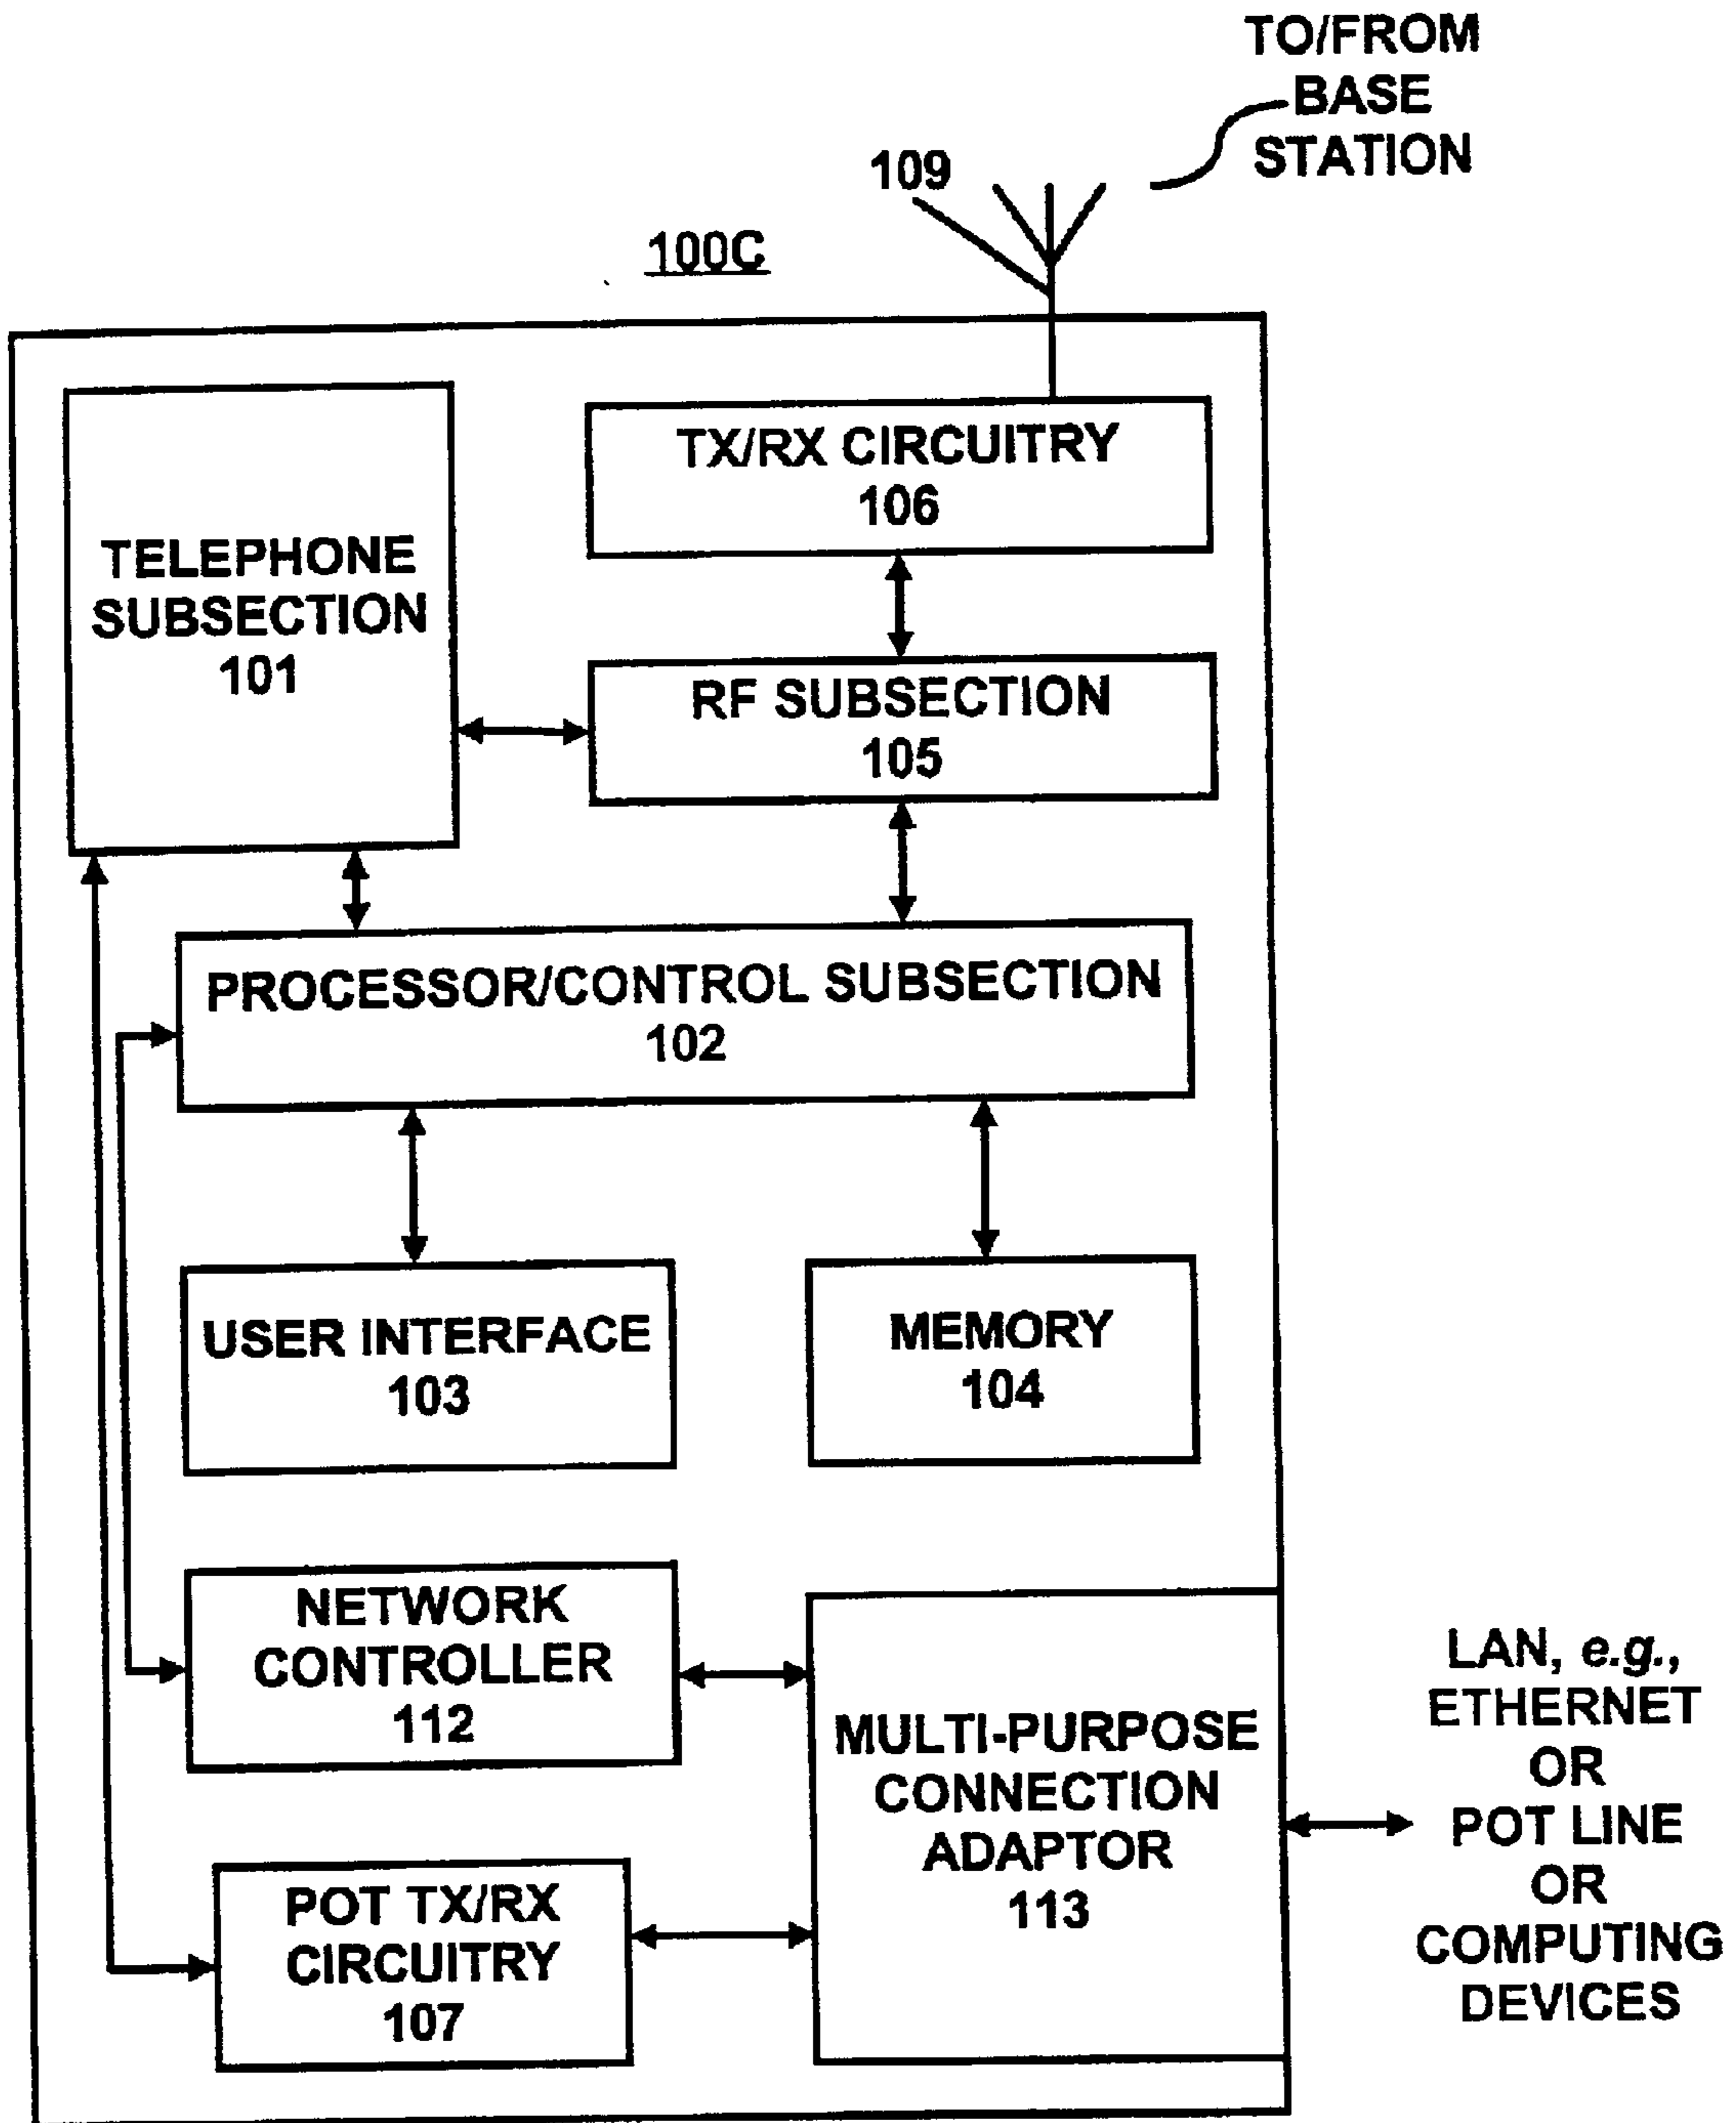 TO/FROM
BASE
STATION
109
100C
TX/RX CIRCUITRY
106
TELEPHONE
SUBSECTION
101
RF SUBSECTION
105
PROCESSOR/CONTROL SUBSECTION
102
USER INTERFACE
103
MEMORY
104
NETWORK
CONTROLLER
112
MULTI-PURPOSE
CONNECTION
ADAPTOR
113
LAN, e.g.,
ETHERNET
OR
POT LINE
OR
COMPUTING
DEVICES
POT TX/RX
CIRCUITRY
107